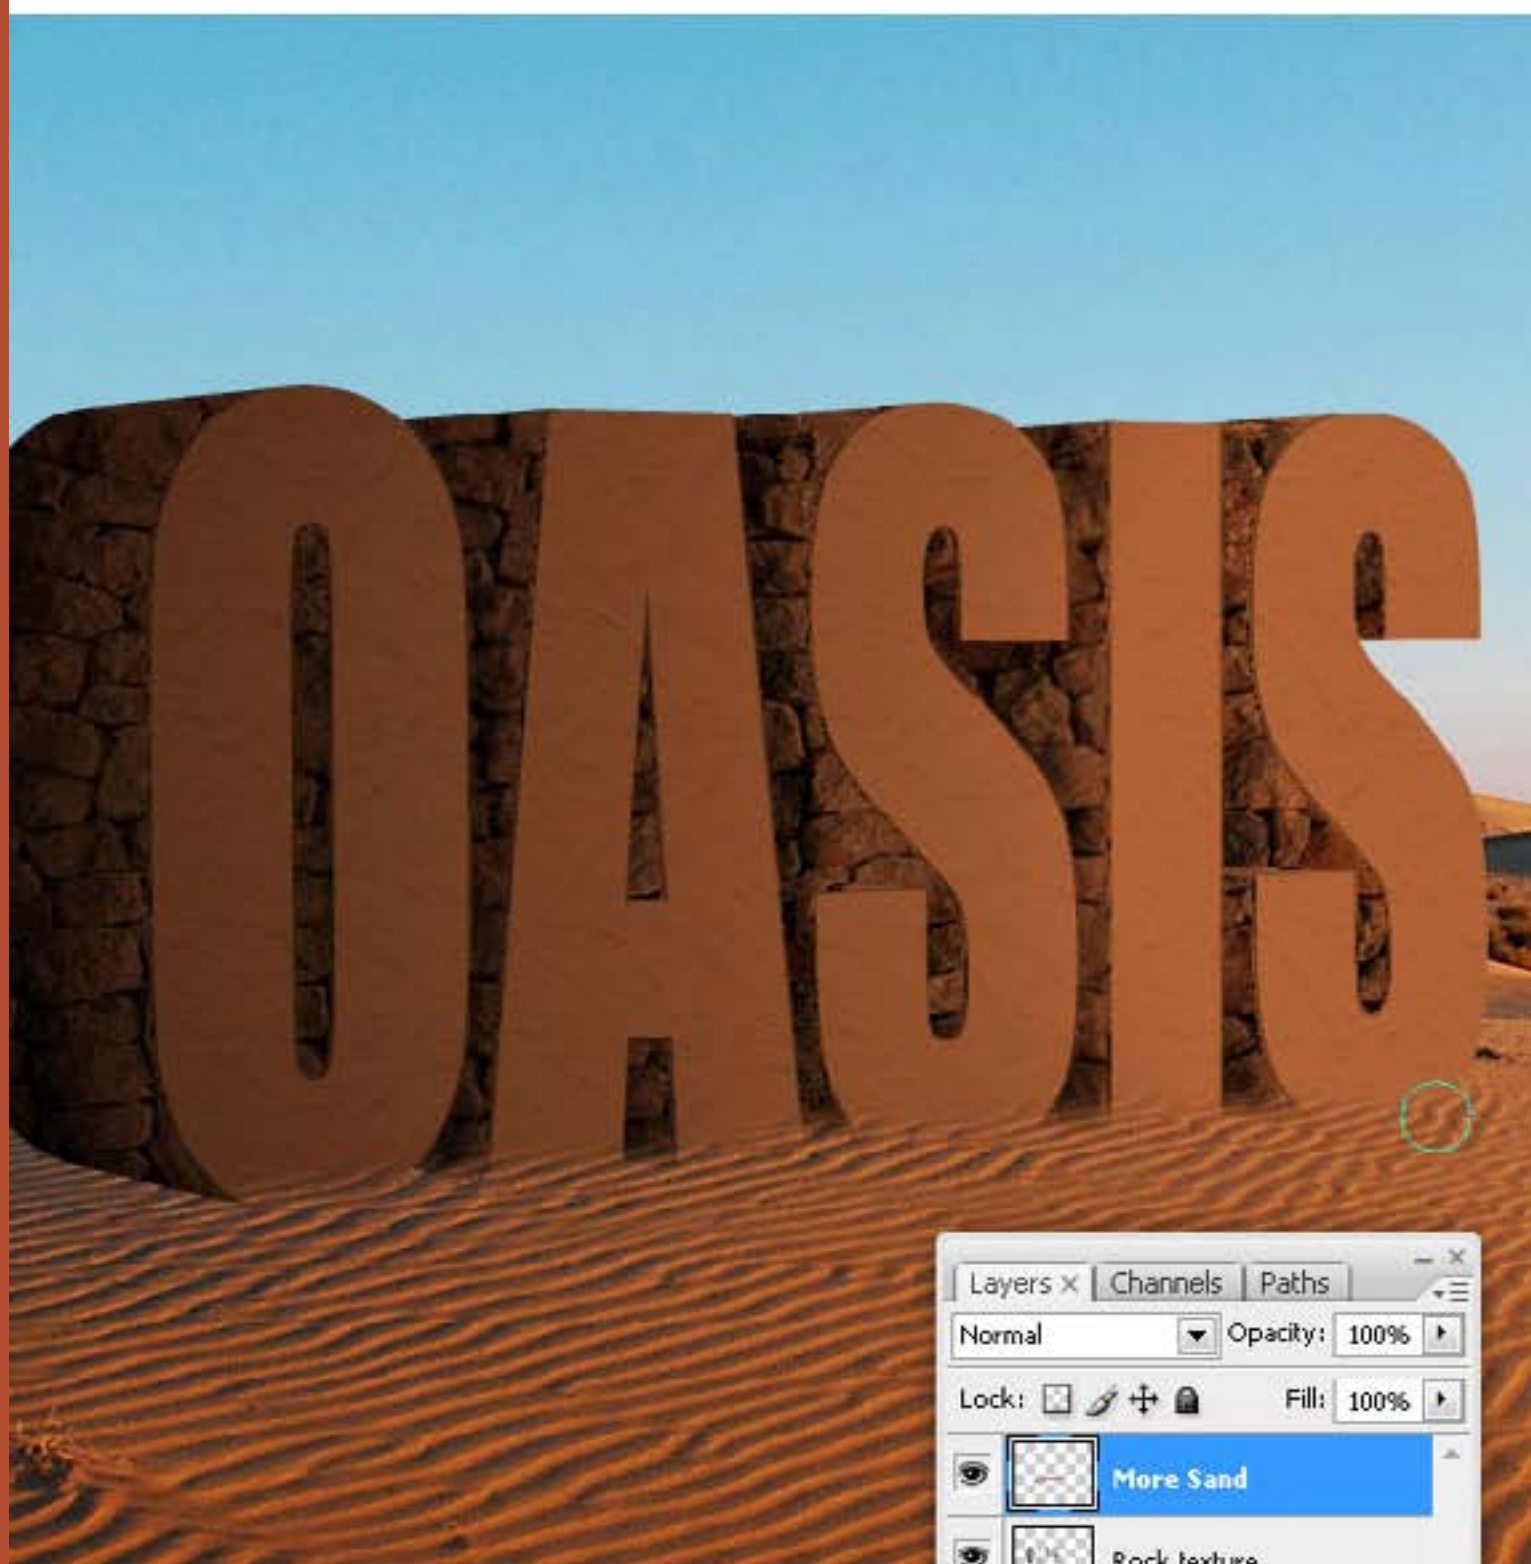 OASIS
Layers × Channels Paths
Normal Opacity: 100%
Lock: Fill: 100%
More Sand
Rock texture